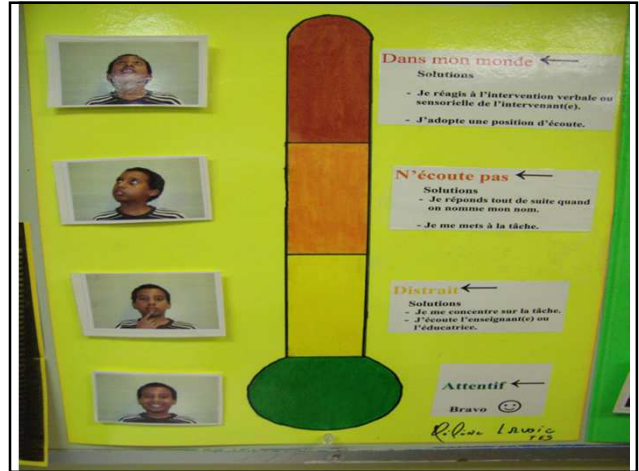 Dans mon monde ←
Solutions
- Je réagis à l'intervention verbale ou
sensorielle de l'intervenant(e).
- J'adopte une position d'écoute.
N'écoute pas ←
Solutions
- Je réponds tout de suite quand
on nomme mon nom.
- Je me mets à la tâche.
Distrait ←
Solutions
- Je me concentre sur la tâche.
- J'écoute l'enseignant(e) ou
l'éducatrice.
Attentif ←
Bravo ☺